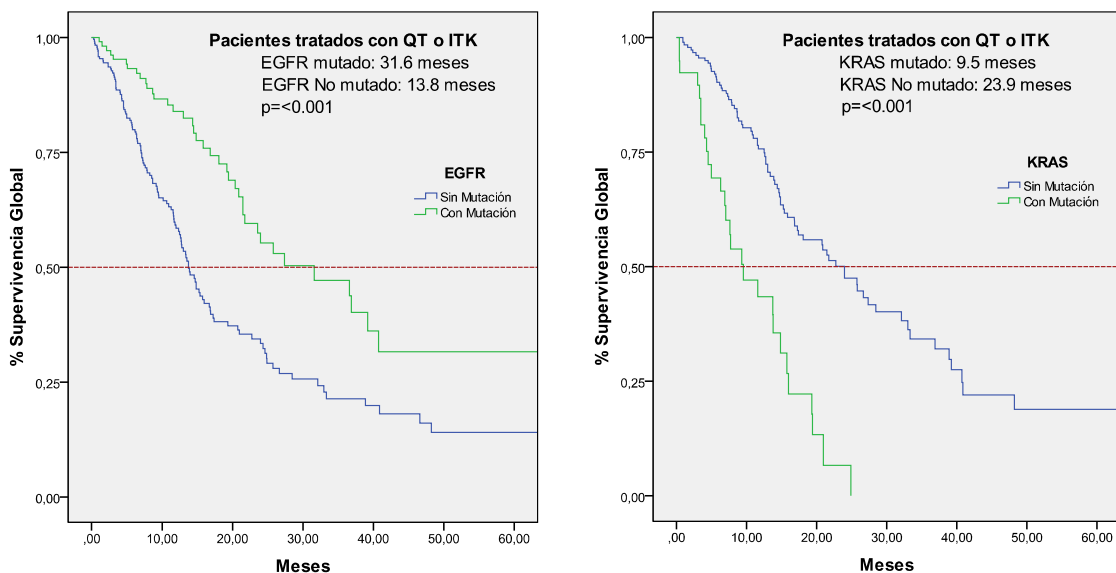 Pacientes tratados con QT o ITK
EGFR mutado: 31.6 meses
EGFR No mutado: 13.8 meses
p=<0.001
EGFR
Sin Mutación
Con Mutación
% Supervivencia Global
1,00
0,75
0,50
0,25
0,00
,00 10,00 20,00 30,00 40,00 50,00 60,00
Meses
Pacientes tratados con QT o ITK
KRAS mutado: 9.5 meses
KRAS No mutado: 23.9 meses
p=<0.001
KRAS
Sin Mutación
Con Mutación
% Supervivencia Global
1,00
0,75
0,50
0,25
0,00
,00 10,00 20,00 30,00 40,00 50,00 60,00
Meses